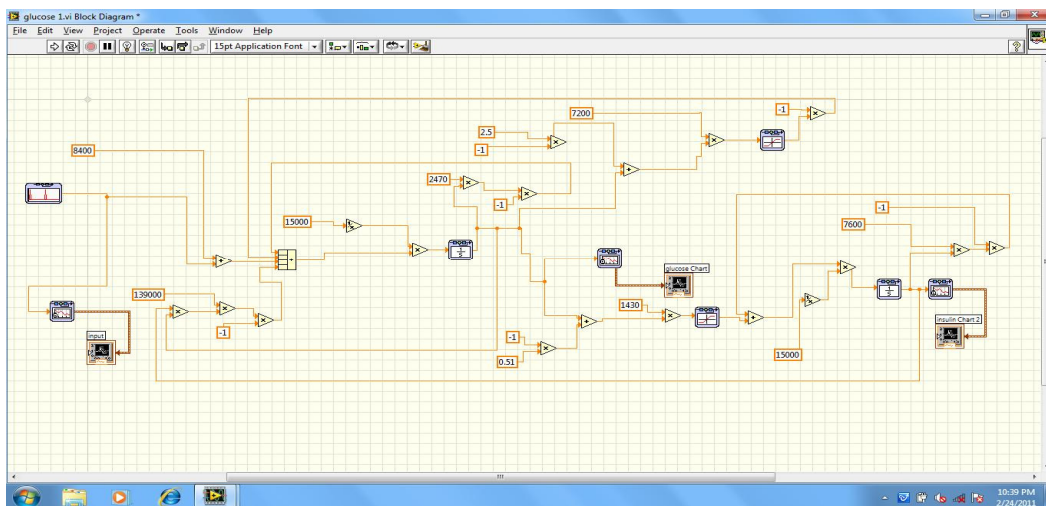 glucose 1.vi Block Diagram *
File Edit View Project Operate Tools Window Help
15pt Application Font
7200
-1
2.5
-1
8400
2470
-1
-1
7600
15000
glucose Chart
139000
1430
-1
insulin Chart 2
input
-1
0.51
15000
10:39 PM
2/24/2011